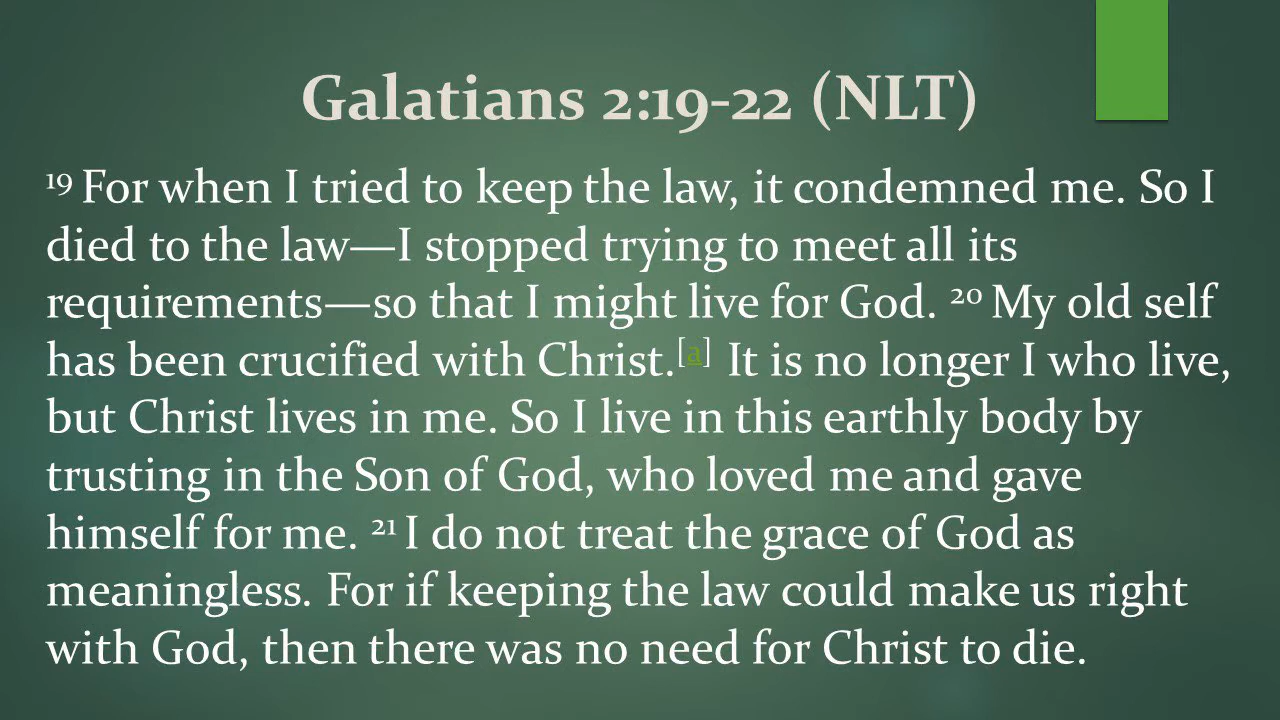 Galatians 2:19-22 (NLT)
19 For when I tried to keep the law, it condemned me. So I
died to the law—I stopped trying to meet all its
requirements—so that I might live for God. 20 My old self
has been crucified with Christ.[a] It is no longer I who live,
but Christ lives in me. So I live in this earthly body by
trusting in the Son of God, who loved me and gave
himself for me. 21 I do not treat the grace of God as
meaningless. For if keeping the law could make us right
with God, then there was no need for Christ to die.